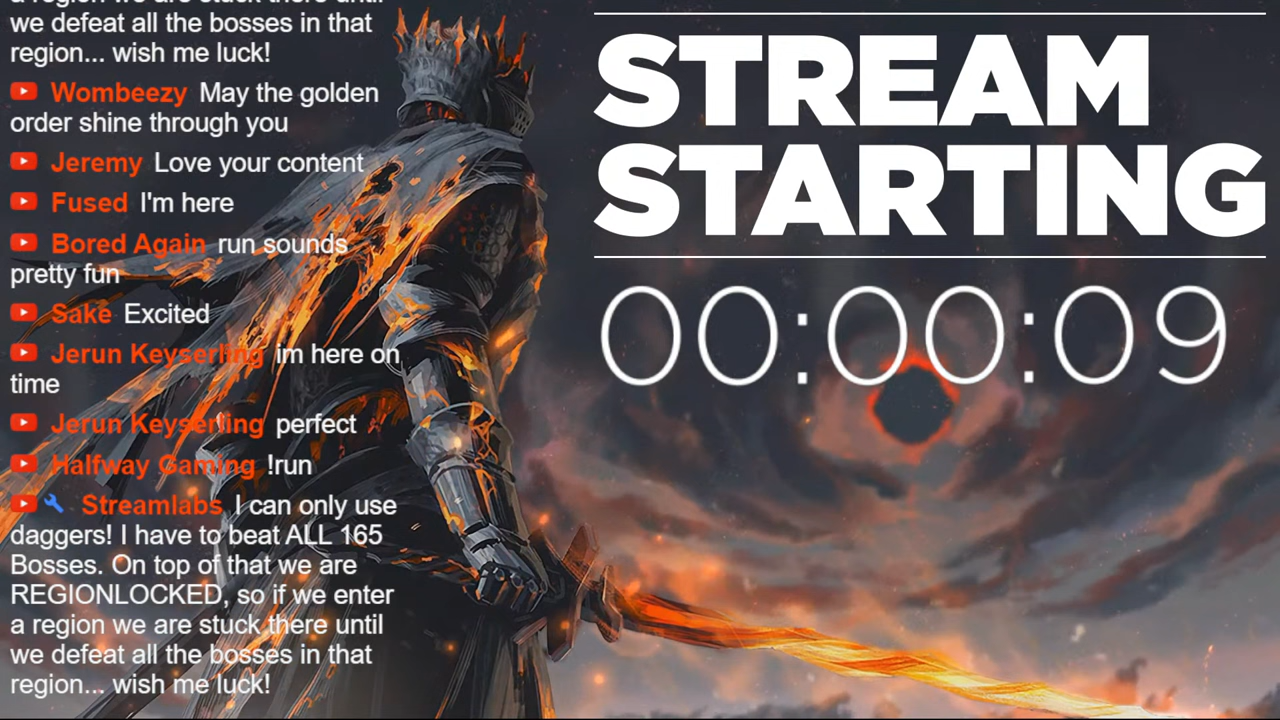 a region we are stuck there until
we defeat all the bosses in that
region... wish me luck!
Wombeezy May the golden
order shine through you
Jeremy Love your content
Fused I'm here
Bored Again run sounds
pretty fun
Sake Excited
Jerun Keyserling im here on
time
Jerun Keyserling perfect
Halfway Gaming !run
Streamlabs I can only use
daggers! I have to beat ALL 165
Bosses. On top of that we are
REGIONLOCKED, so if we enter
a region we are stuck there until
we defeat all the bosses in that
region... wish me luck!
STREAM
STARTING
00:00:09